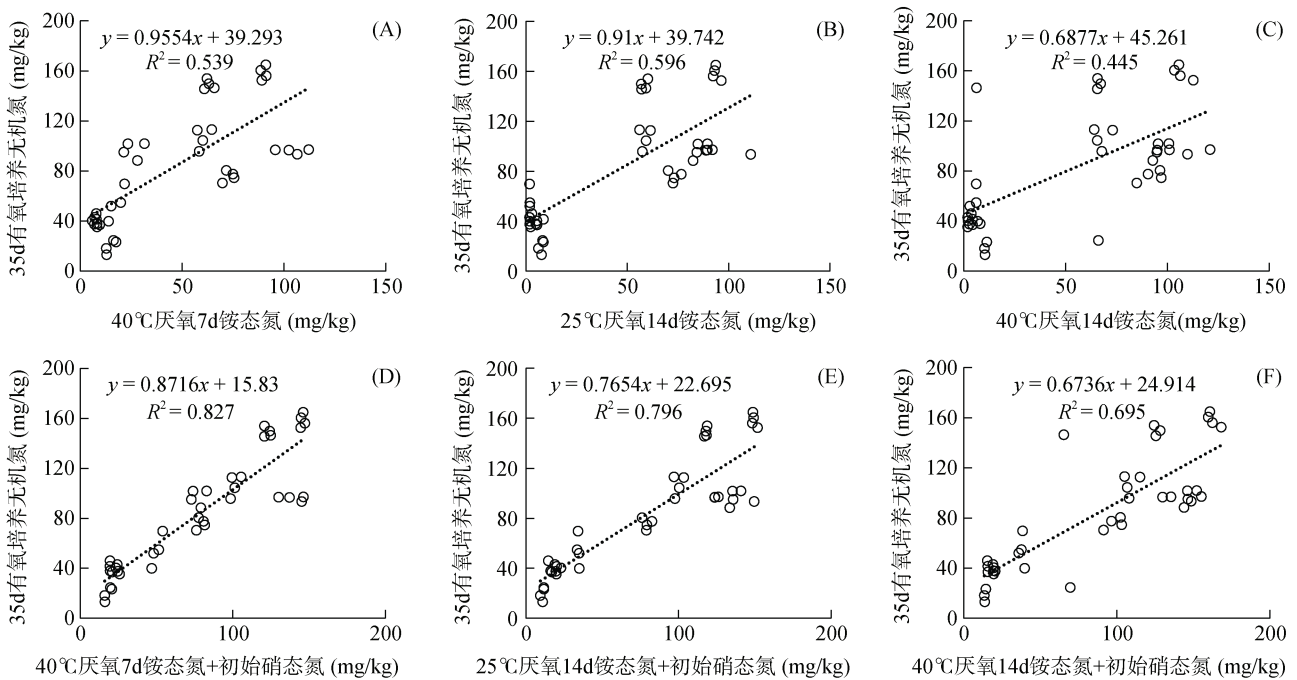 35d有氧培养无机氮 (mg/kg)
200
160
120
80
40
0
y = 0.9554x + 39.293
R² = 0.539
(A)
0 50 100 150
40℃厌氧7d铵态氮 (mg/kg)
35d有氧培养无机氮 (mg/kg)
200
160
120
80
40
0
y = 0.91x + 39.742
R² = 0.596
(B)
0 50 100 150
25℃厌氧14d铵态氮 (mg/kg)
35d有氧培养无机氮 (mg/kg)
200
160
120
80
40
0
y = 0.6877x + 45.261
R² = 0.445
(C)
0 50 100 150
40℃厌氧14d铵态氮(mg/kg)
35d有氧培养无机氮 (mg/kg)
200
160
120
80
40
0
y = 0.8716x + 15.83
R² = 0.827
(D)
0 100 200
40℃厌氧7d铵态氮+初始硝态氮 (mg/kg)
35d有氧培养无机氮 (mg/kg)
200
160
120
80
40
0
y = 0.7654x + 22.695
R² = 0.796
(E)
0 100 200
25℃厌氧14d铵态氮+初始硝态氮 (mg/kg)
35d有氧培养无机氮 (mg/kg)
200
160
120
80
40
0
y = 0.6736x + 24.914
R² = 0.695
(F)
0 100 200
40℃厌氧14d铵态氮+初始硝态氮 (mg/kg)